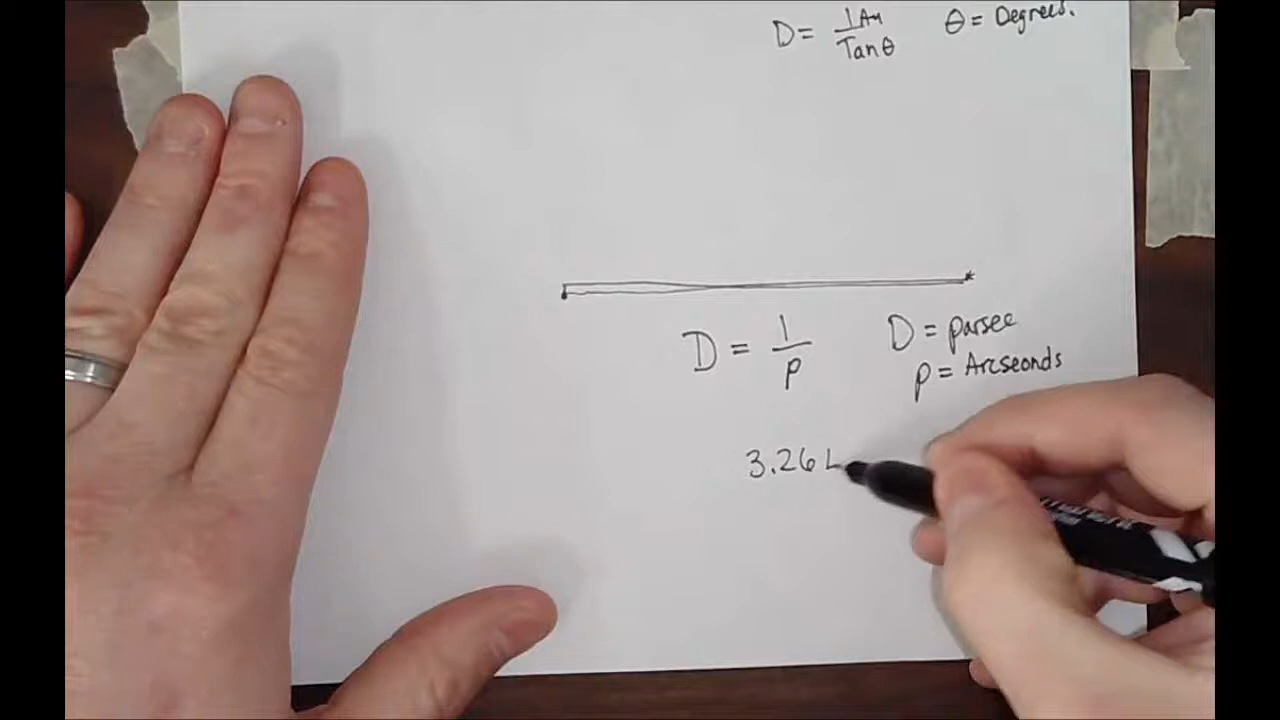 D = 1Au / Tanθ θ = Degrees.
D = 1 / p D = parsec
p = Arcseonds
3.26 L